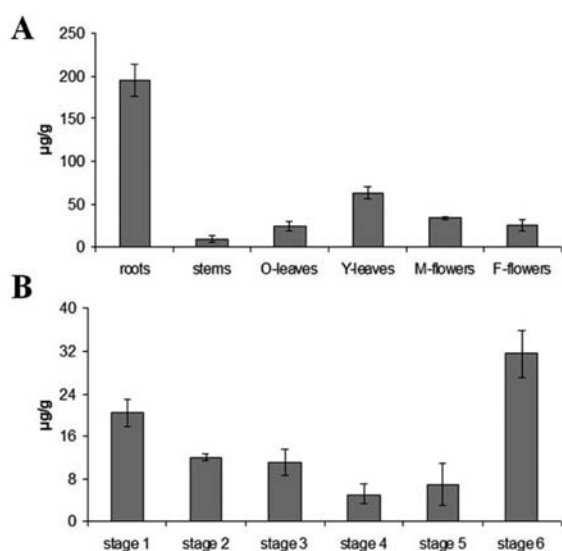 A
250
200
150
100
50
0
µg/g
roots stems O-leaves Y-leaves M-flowers F-flowers
B
40
32
24
16
8
0
µg/g
stage 1 stage 2 stage 3 stage 4 stage 5 stage 6